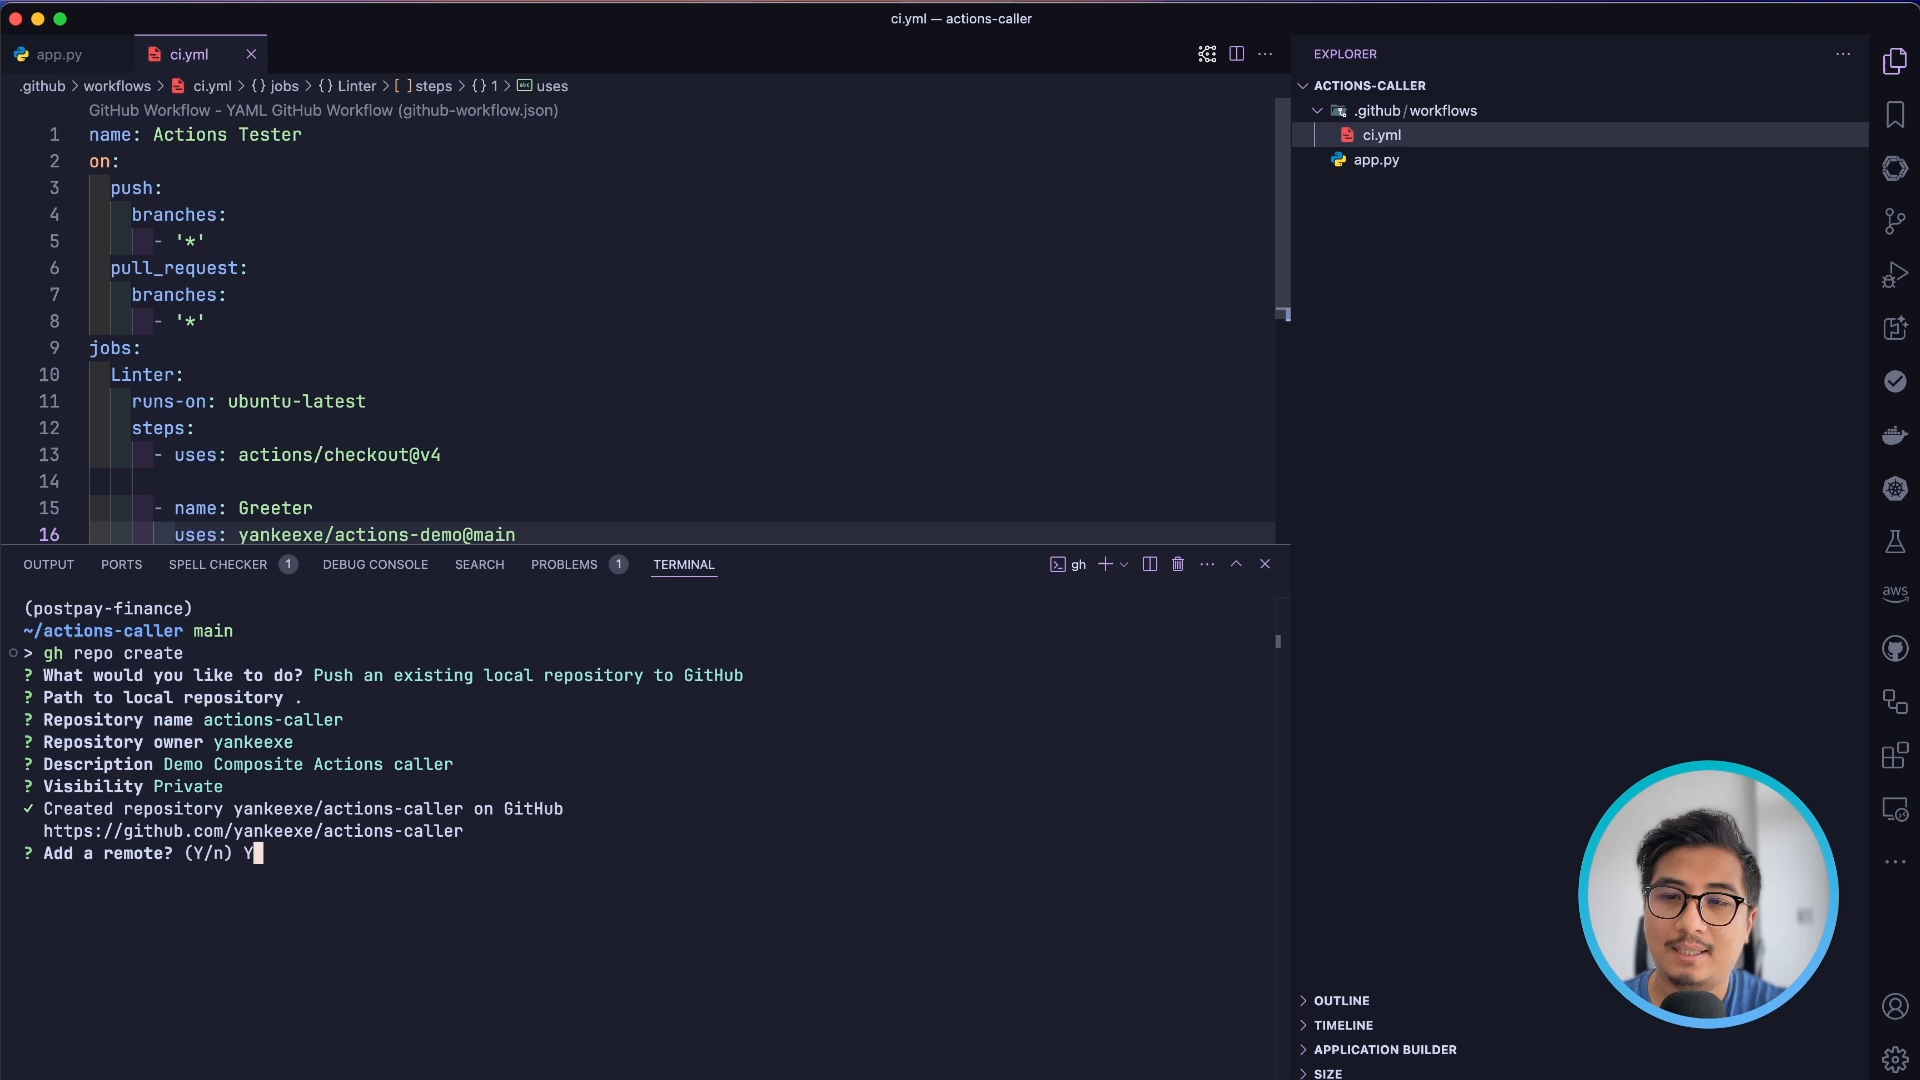 ci.yml — actions-caller
app.py
ci.yml
.github > workflows > ci.yml > {} jobs > {} Linter > [ ] steps > {} 1 > abc uses
GitHub Workflow - YAML GitHub Workflow (github-workflow.json)
1 name: Actions Tester
2 on:
3 push:
4 branches:
5 - '*'
6 pull_request:
7 branches:
8 - '*'
9 jobs:
10 Linter:
11 runs-on: ubuntu-latest
12 steps:
13 - uses: actions/checkout@v4
14
15 - name: Greeter
16 uses: yankeexe/actions-demo@main
OUTPUT PORTS SPELL CHECKER 1 DEBUG CONSOLE SEARCH PROBLEMS 1 TERMINAL
gh
(postpay-finance)
~/actions-caller main
> gh repo create
? What would you like to do? Push an existing local repository to GitHub
? Path to local repository .
? Repository name actions-caller
? Repository owner yankeexe
? Description Demo Composite Actions caller
? Visibility Private
✓ Created repository yankeexe/actions-caller on GitHub
https://github.com/yankeexe/actions-caller
? Add a remote? (Y/n) Y
EXPLORER
ACTIONS-CALLER
.github/workflows
ci.yml
app.py
OUTLINE
TIMELINE
APPLICATION BUILDER
SIZE
aws